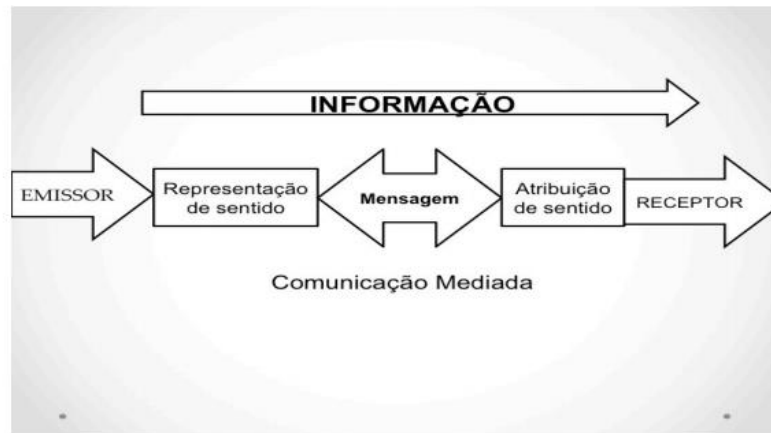 INFORMAÇÃO
EMISSOR
Representação
de sentido
Mensagem
Atribuição
de sentido
RECEPTOR
Comunicação Mediada